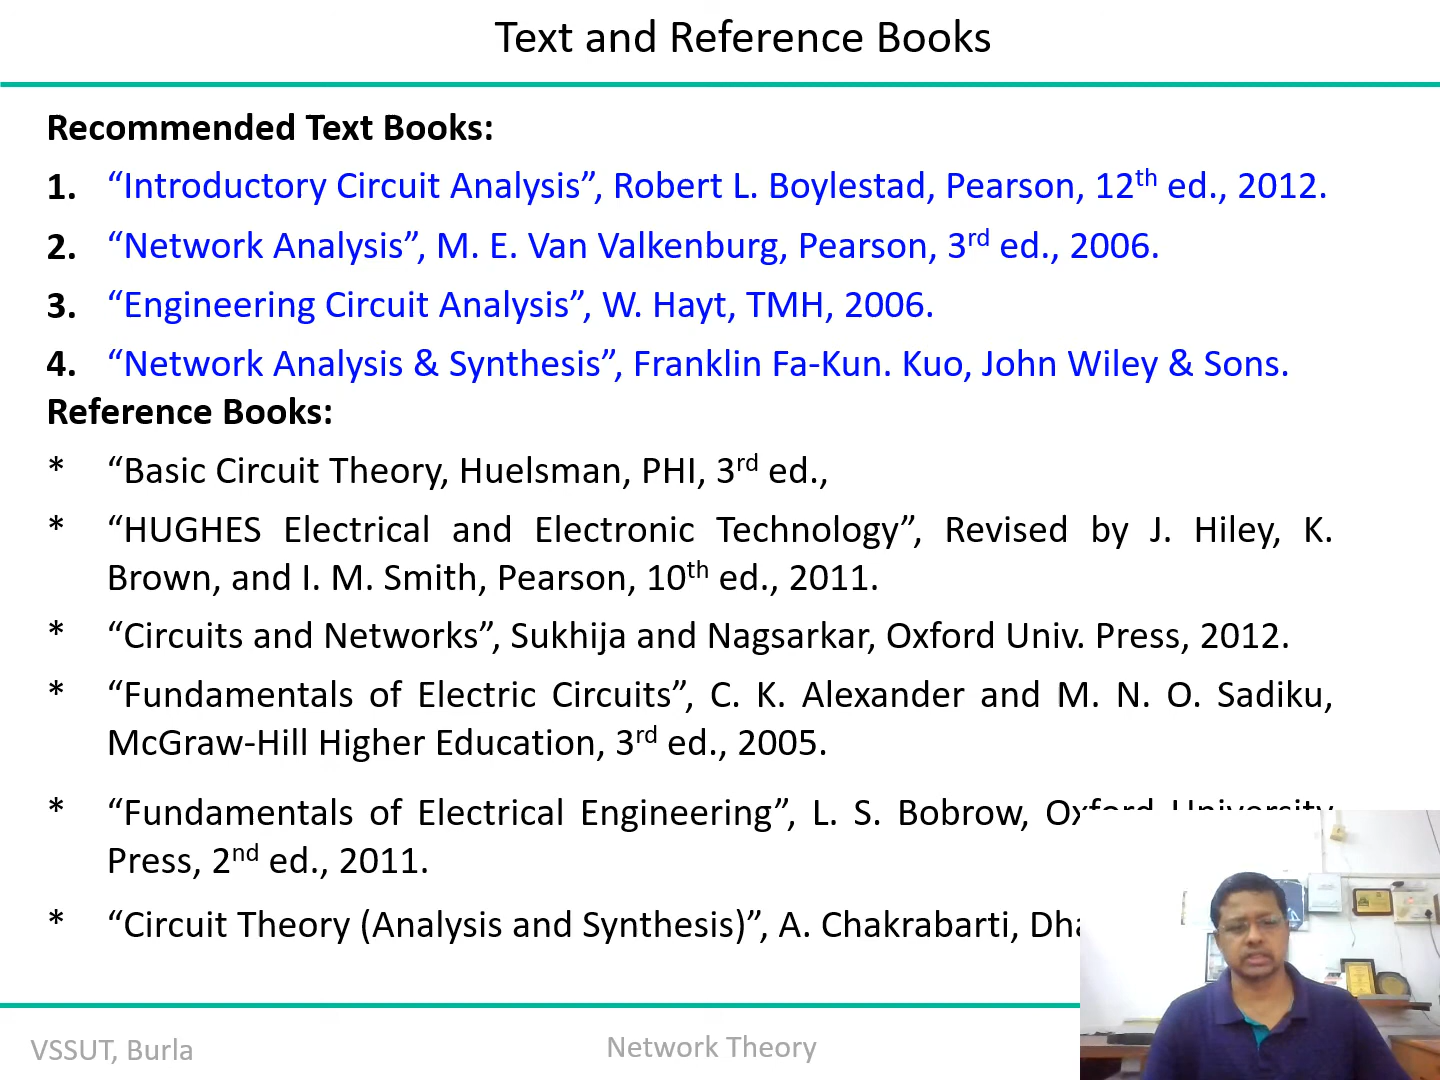 Text and Reference Books
Recommended Text Books:
1. “Introductory Circuit Analysis”, Robert L. Boylestad, Pearson, 12th ed., 2012.
2. “Network Analysis”, M. E. Van Valkenburg, Pearson, 3rd ed., 2006.
3. “Engineering Circuit Analysis”, W. Hayt, TMH, 2006.
4. “Network Analysis & Synthesis”, Franklin Fa-Kun. Kuo, John Wiley & Sons.
Reference Books:
* “Basic Circuit Theory, Huelsman, PHI, 3rd ed.,
* “HUGHES Electrical and Electronic Technology”, Revised by J. Hiley, K.
Brown, and I. M. Smith, Pearson, 10th ed., 2011.
* “Circuits and Networks”, Sukhija and Nagsarkar, Oxford Univ. Press, 2012.
* “Fundamentals of Electric Circuits”, C. K. Alexander and M. N. O. Sadiku,
McGraw-Hill Higher Education, 3rd ed., 2005.
* “Fundamentals of Electrical Engineering”, L. S. Bobrow, Oxford University
Press, 2nd ed., 2011.
* “Circuit Theory (Analysis and Synthesis)”, A. Chakrabarti,
VSSUT, Burla
Network Theory